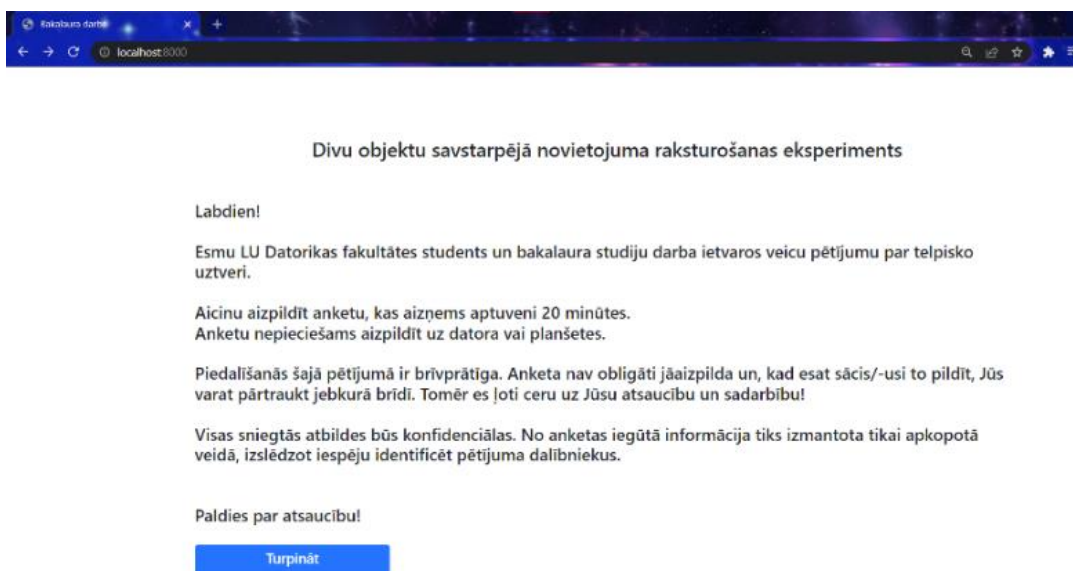 Bakalaura darbs
localhost:8000
Divu objektu savstarpējā novietojuma raksturošanas eksperiments
Labdien!
Esmu LU Datorikas fakultātes students un bakalaura studiju darba ietvaros veicu pētījumu par telpisko
uztveri.
Aicinu aizpildīt anketu, kas aizņems aptuveni 20 minūtes.
Anketu nepieciešams aizpildīt uz datora vai planšetes.
Piedalīšanās šajā pētījumā ir brīvprātīga. Anketa nav obligāti jāaizpilda un, kad esat sācis/-usi to pildīt, Jūs
varat pārtraukt jebkurā brīdī. Tomēr es ļoti ceru uz Jūsu atsaucību un sadarbību!
Visas sniegtās atbildes būs konfidenciālas. No anketas iegūtā informācija tiks izmantota tikai apkopotā
veidā, izslēdzot iespēju identificēt pētījuma dalībniekus.
Paldies par atsaucību!
Turpināt